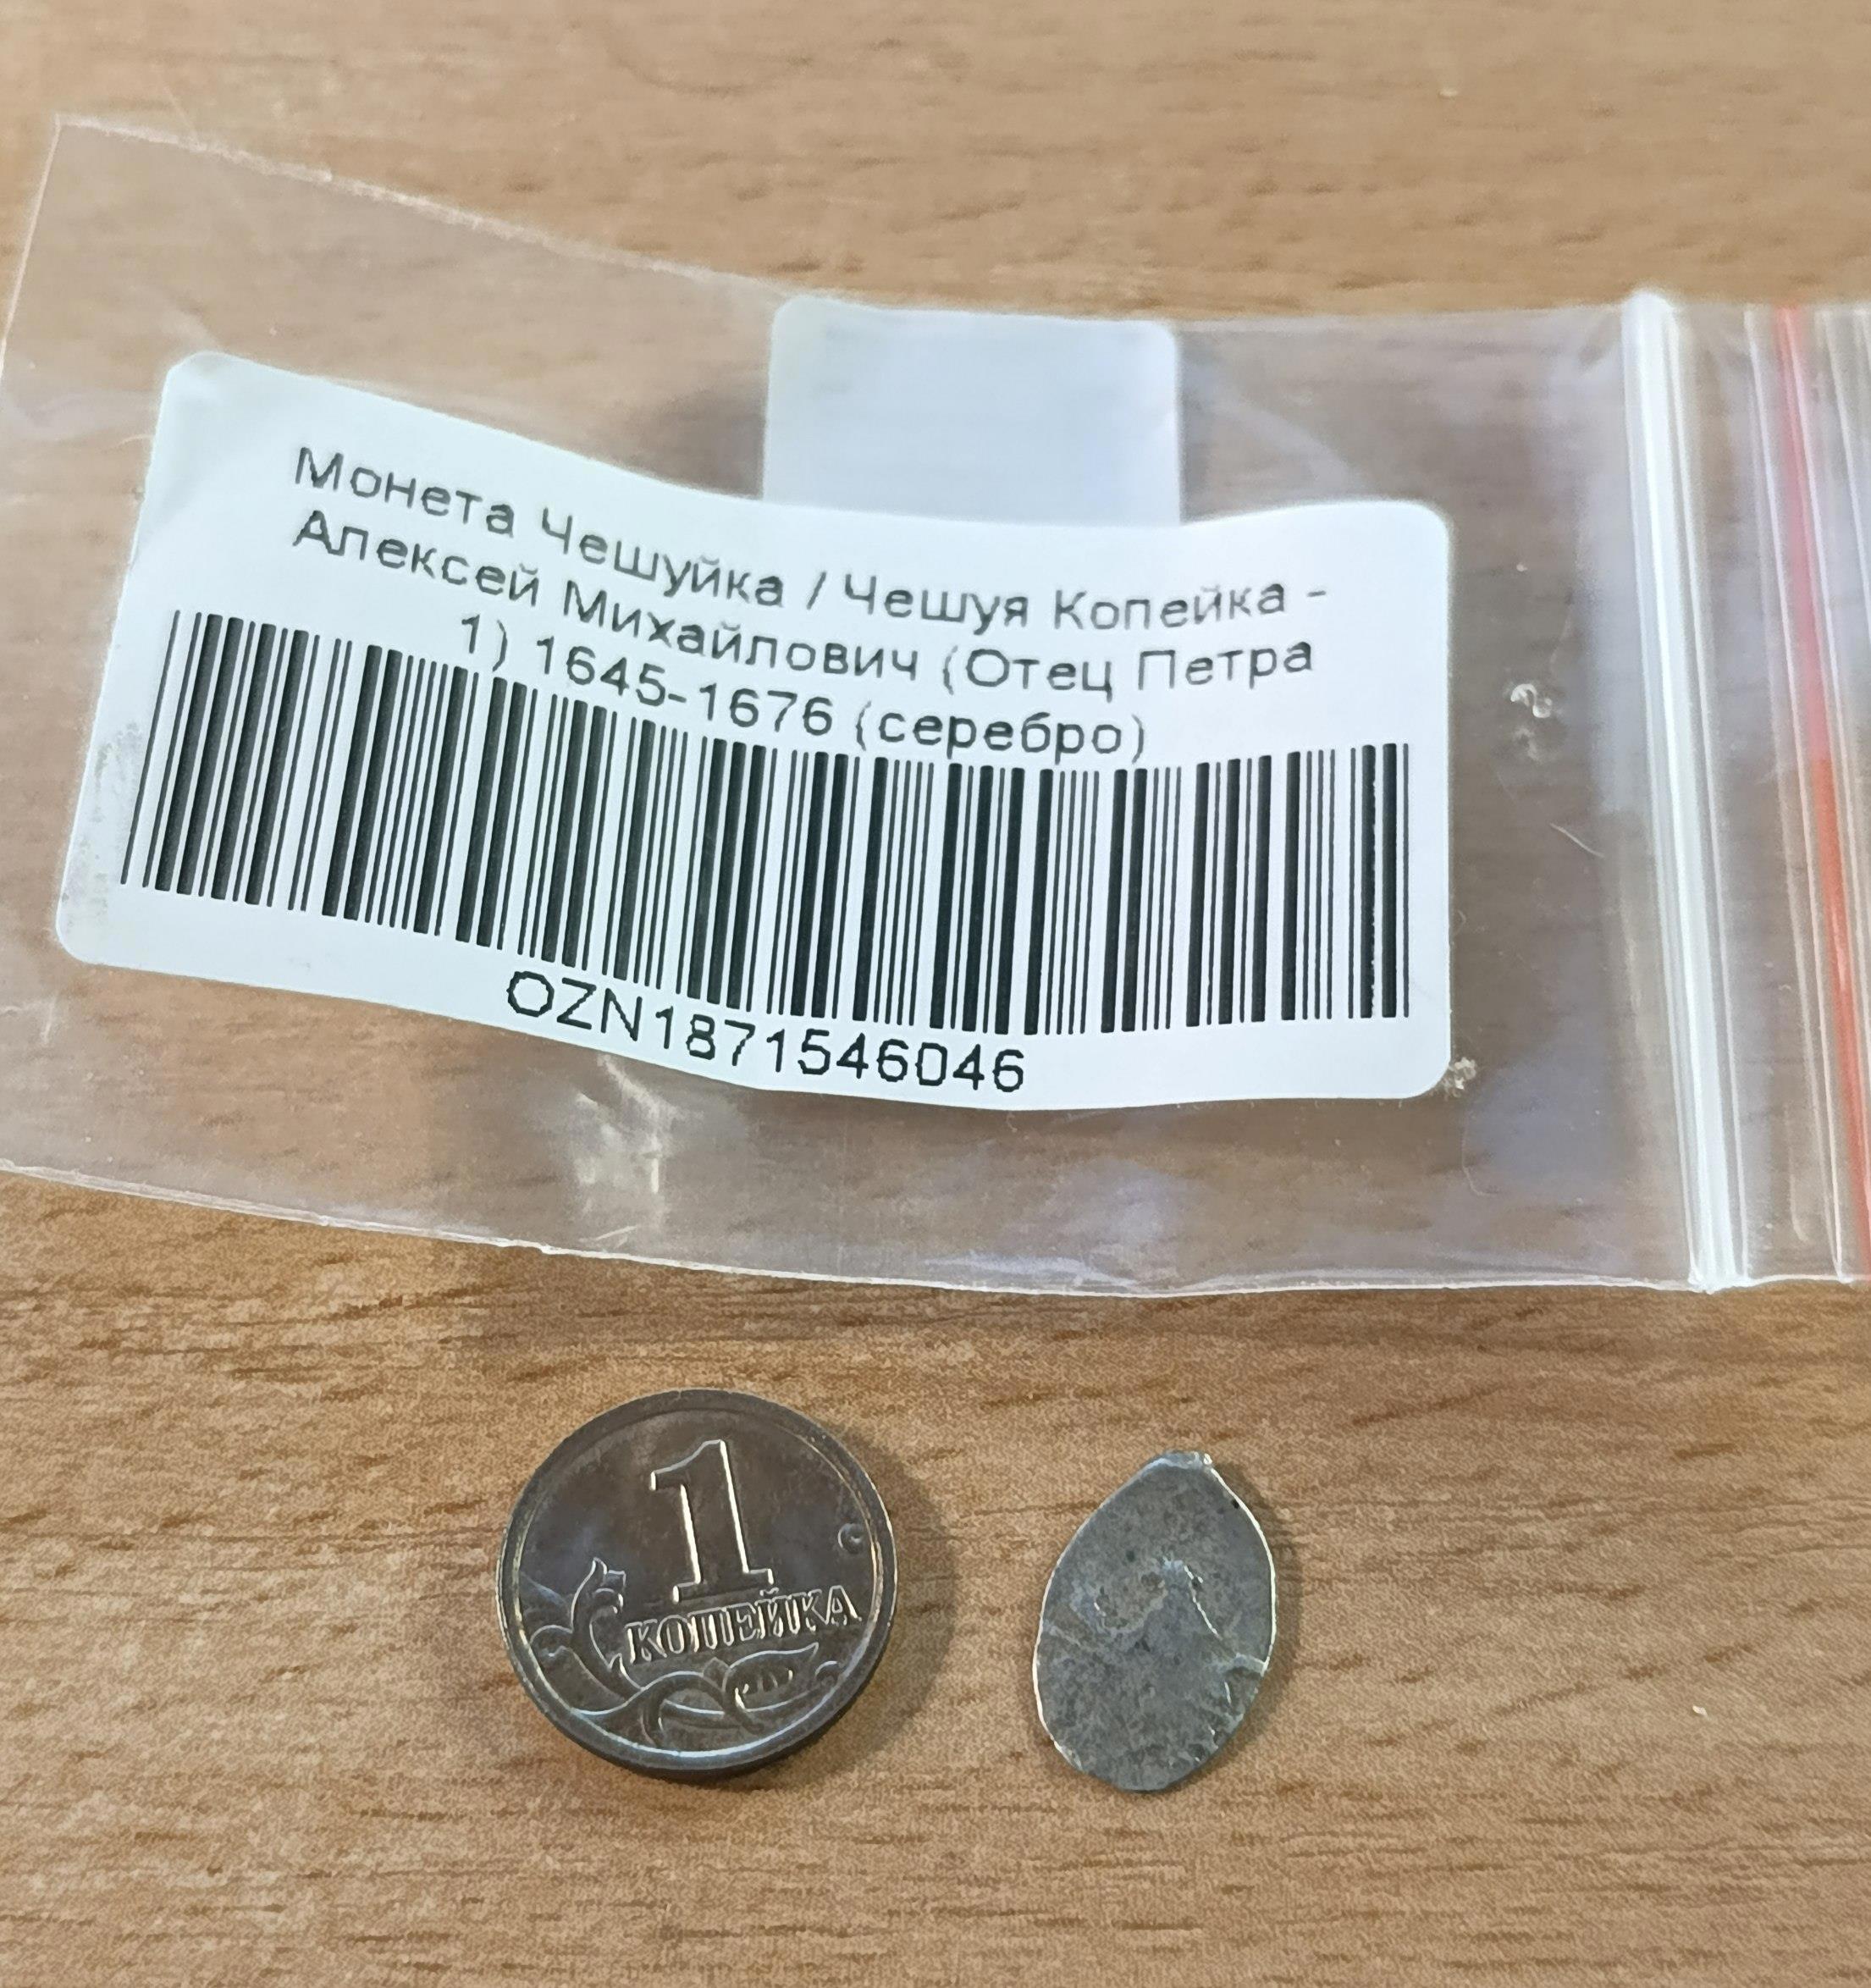 Монета Чешуйка / Чешуя Копейка -
Алексей Михайлович (Отец Петра
1) 1645-1676 (серебро)
OZN1871546046
1
КОПЕЙКА